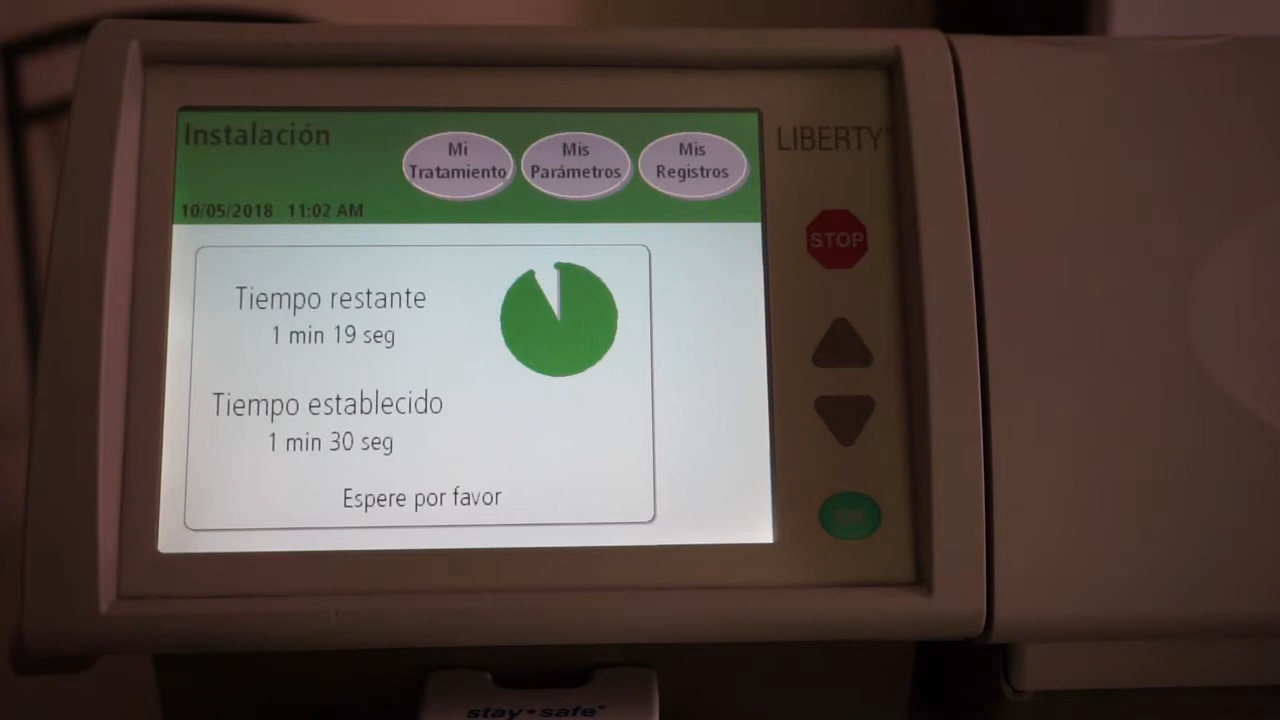 Instalación
Mi
Tratamiento
Mis
Parámetros
Mis
Registros
10/05/2018 11:02 AM
LIBERTY
STOP
Tiempo restante
1 min 19 seg
Tiempo establecido
1 min 30 seg
Espere por favor
stay•safe®